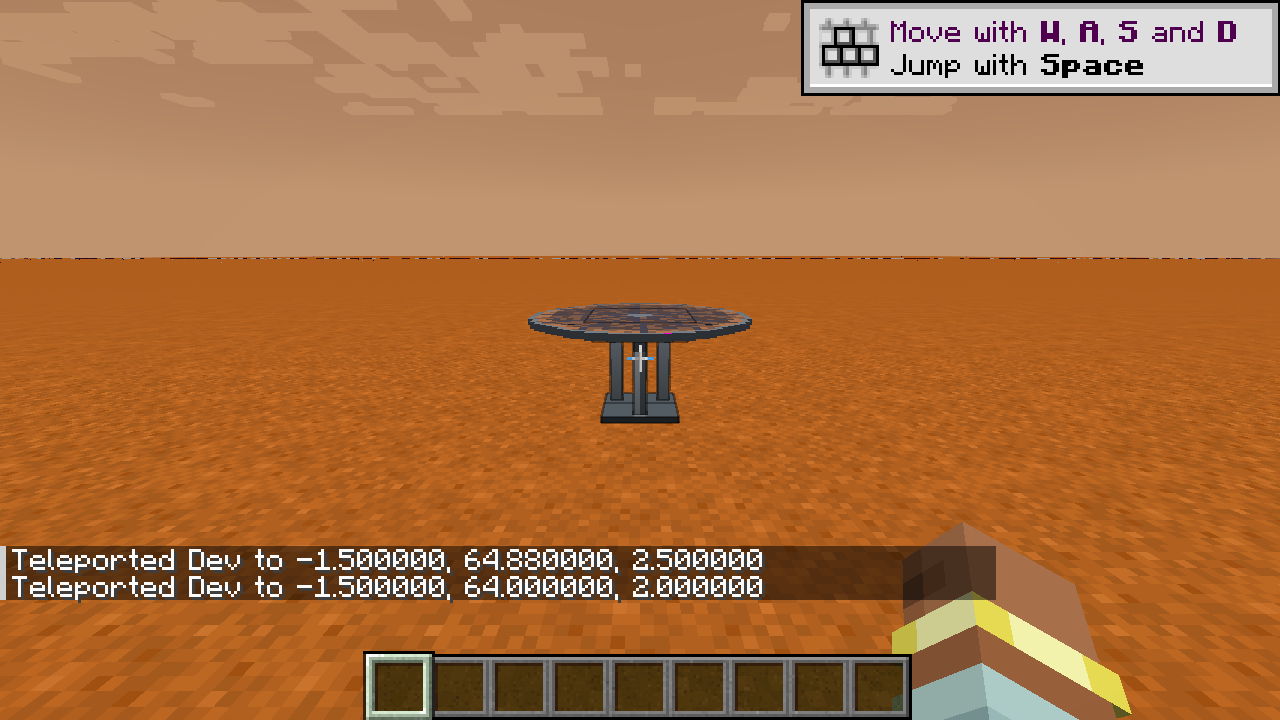 Move with W, A, S and D
Jump with Space
Teleported Dev to -1.500000, 64.880000, 2.500000
Teleported Dev to -1.500000, 64.000000, 2.000000